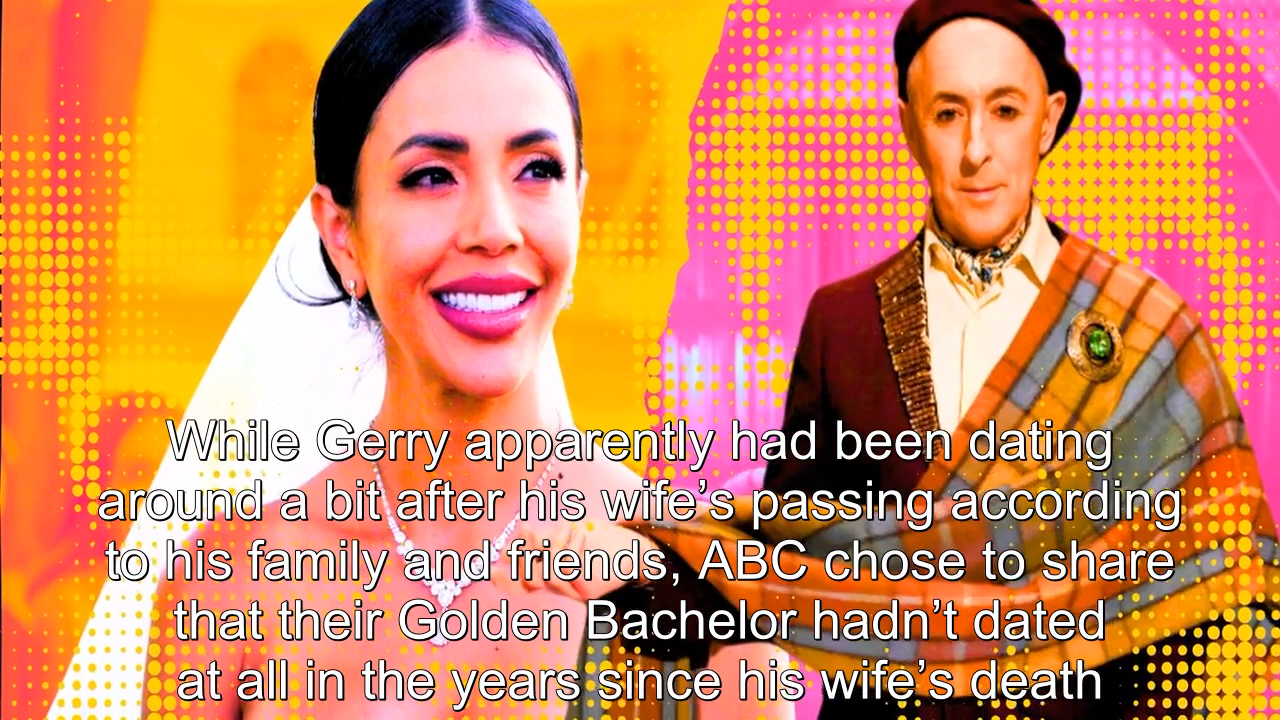 While Gerry apparently had been dating
around a bit after his wife’s passing according
to his family and friends, ABC chose to share
that their Golden Bachelor hadn’t dated
at all in the years since his wife’s death